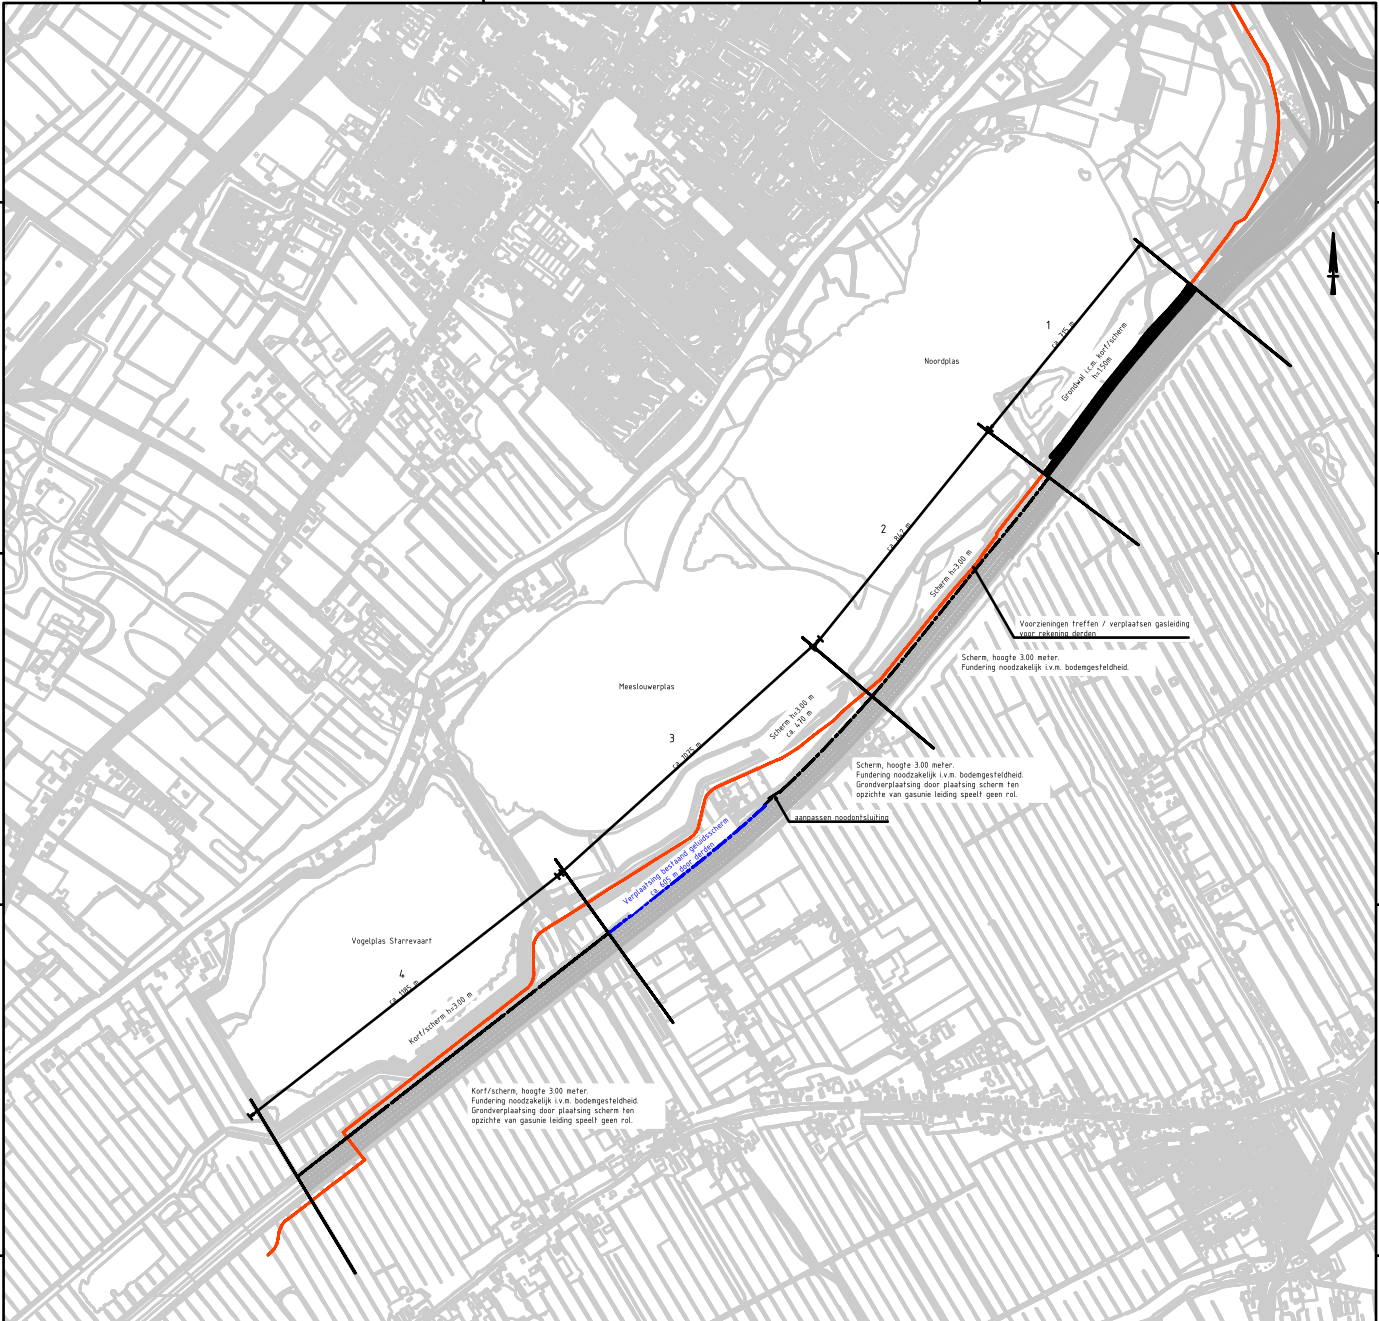 1
ca. 715 m
Grondwal i.c.m. korf/scherm
h=1.50m
Noordplas
2
ca. 842 m
Scherm h=3.00 m
Voorzieningen treffen / verplaatsen gasleiding
voor rekening derden
Scherm, hoogte 3.00 meter.
Fundering noodzakelijk i.v.m. bodemgesteldheid.
Meeslouwerplas
3
ca. 1075 m
Scherm h=3.00 m
ca. 470 m
Scherm, hoogte 3.00 meter.
Fundering noodzakelijk i.v.m. bodemgesteldheid.
Grondverplaatsing door plaatsing scherm ten
opzichte van gasunie leiding speelt geen rol.
aanpassen noodontsluiting
Verplaatsing bestaand geluidsscherm
ca. 605 m door derden
Vogelplas Starrevaart
4
ca. 1185 m
Korf/scherm h=3.00 m
Korf/scherm, hoogte 3.00 meter.
Fundering noodzakelijk i.v.m. bodemgesteldheid.
Grondverplaatsing door plaatsing scherm ten
opzichte van gasunie leiding speelt geen rol.